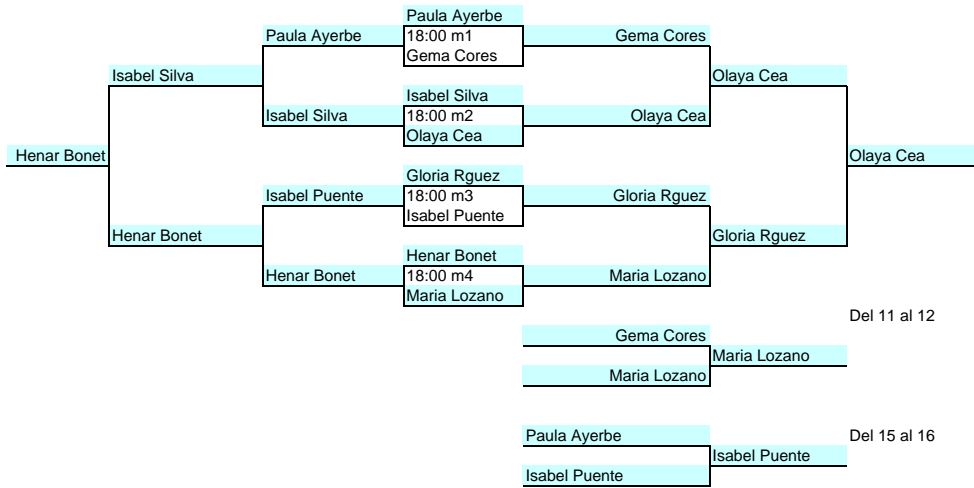 Paula Ayerbe
Paula Ayerbe 18:00 m1 Gema Cores
Gema Cores
Isabel Silva Olaya Cea
Isabel Silva
Isabel Silva 18:00 m2 Olaya Cea
Olaya Cea
Henar Bonet Olaya Cea
Gloria Rguez
Isabel Puente 18:00 m3 Gloria Rguez
Isabel Puente
Henar Bonet Gloria Rguez
Henar Bonet
Henar Bonet 18:00 m4 Maria Lozano
Maria Lozano
Del 11 al 12
Gema Cores
Maria Lozano
Maria Lozano
Paula Ayerbe Del 15 al 16
Isabel Puente
Isabel Puente